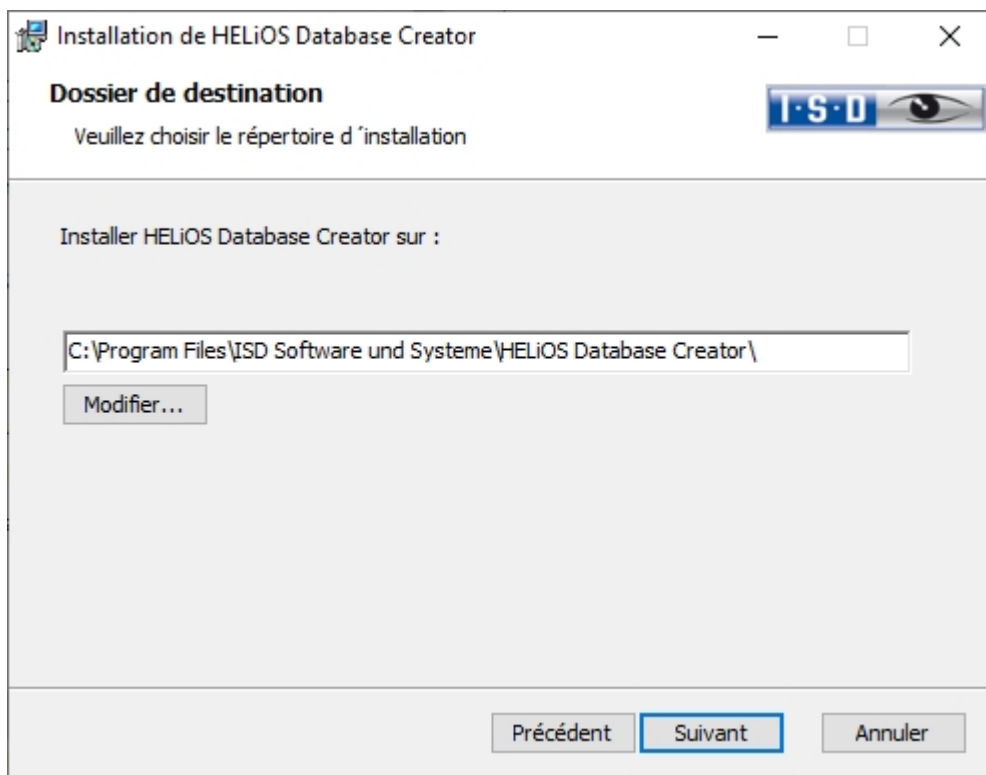 Installation de HELiOS Database Creator
Dossier de destination
Veuillez choisir le répertoire d ´installation
I·S·D
Installer HELiOS Database Creator sur :
C:\Program Files\ISD Software und Systeme\HELiOS Database Creator\
Modifier...
Précédent
Suivant
Annuler